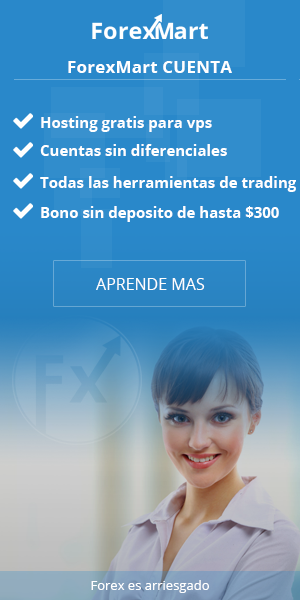 ForexMart
ForexMart CUENTA
Hosting gratis para vps
Cuentas sin diferenciales
Todas las herramientas de trading
Bono sin deposito de hasta $300
APRENDE MAS
Fx
Forex es arriesgado